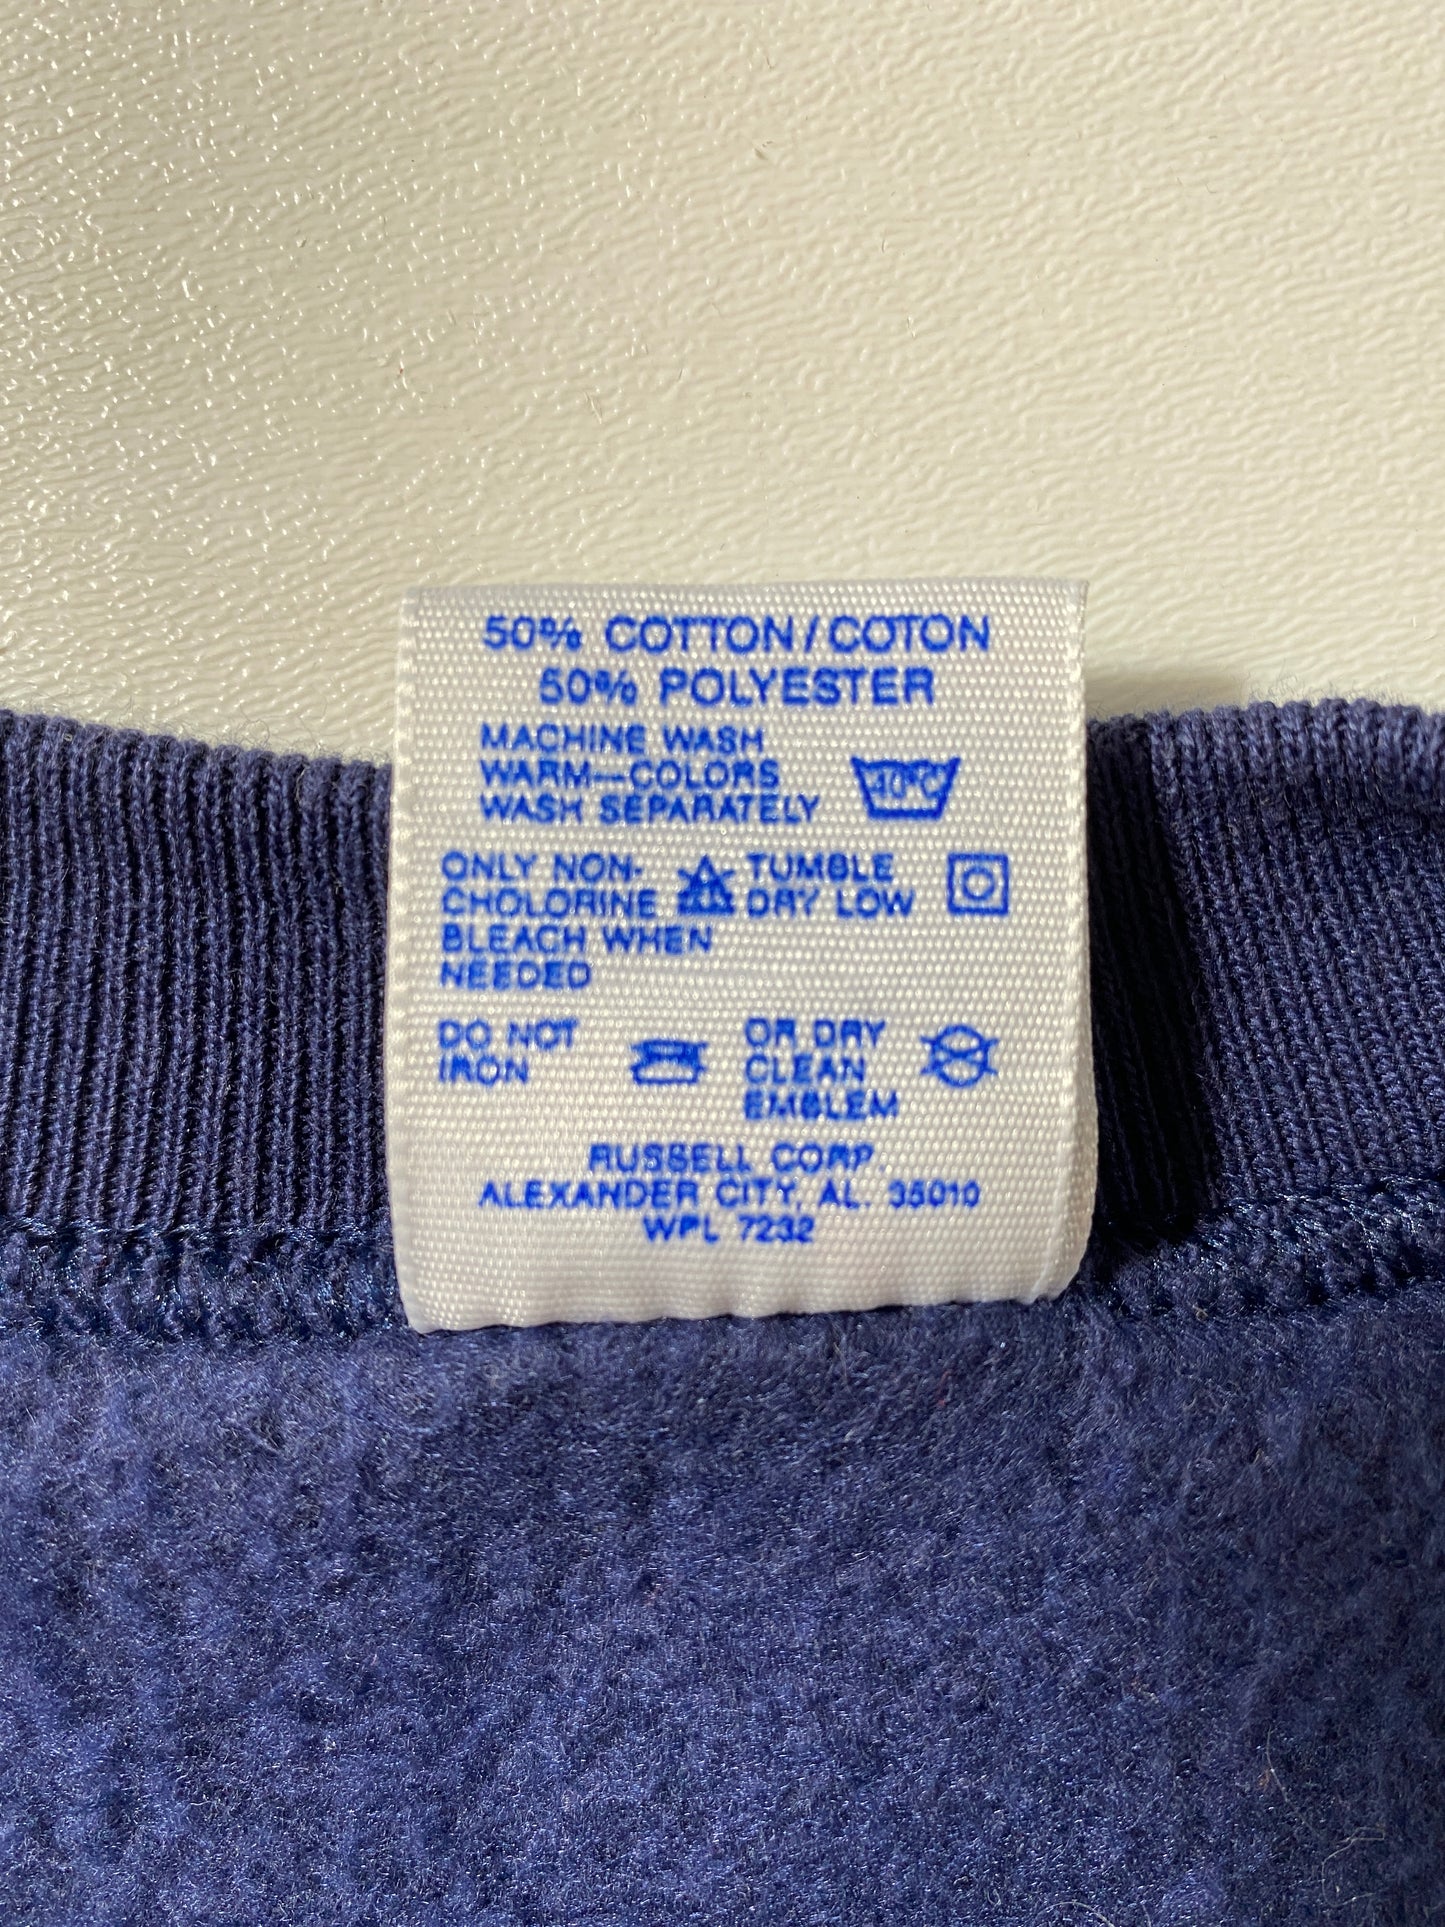 50% COTTON/COTON
50% POLYESTER
MACHINE WASH
WARM—COLORS
WASH SEPARATELY
40°C
ONLY NON-
CHOLORINE
BLEACH WHEN
NEEDED
TUMBLE
DRY LOW
DO NOT
IRON
OR DRY
CLEAN
EMBLEM
RUSSELL CORP.
ALEXANDER CITY, AL. 35010
WPL 7232